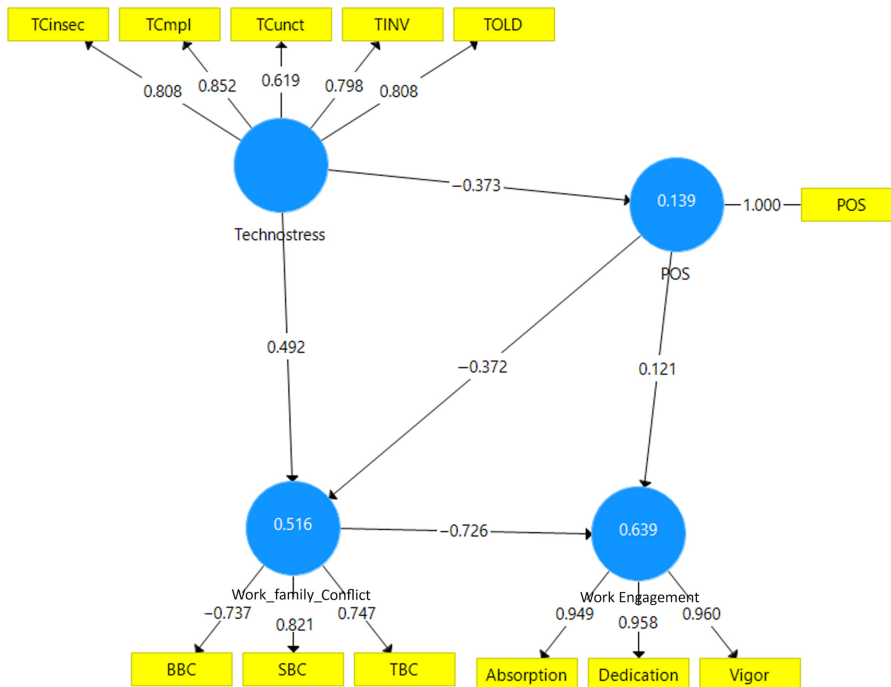 TCinsec TCmpl TCunct TINV TOLD
0.808 0.852 0.619 0.798 0.808
−0.373
0.139
1.000
POS
Technostress
POS
0.492
−0.372
0.121
0.516
−0.726
0.639
Work_family_Conflict
Work Engagement
−0.737 0.821 0.747
0.949 0.958 0.960
BBC SBC TBC
Absorption Dedication Vigor